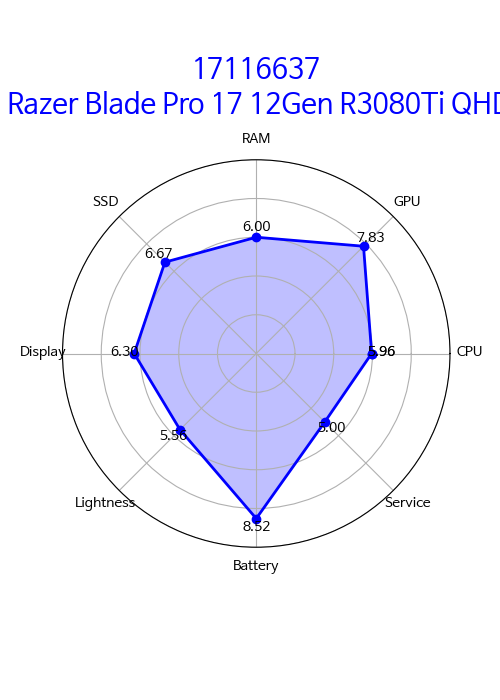 17116637
Razer Blade Pro 17 12Gen R3080Ti QHD
RAM
SSD
GPU
6.00
7.83
6.67
Display
6.30
5.96
CPU
5.56
5.00
Lightness
Service
8.52
Battery